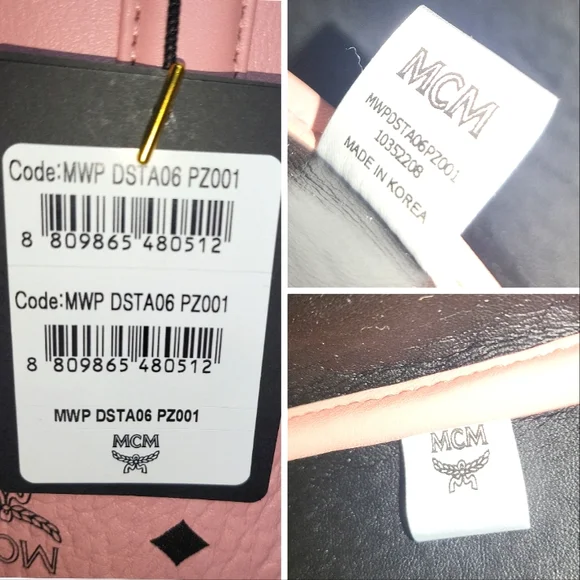 Code:MWP DSTA06 PZ001
8 809865 480512
Code:MWP DSTA06 PZ001
8 809865 480512
MWP DSTA06 PZ001
MCM
MCM
MCM
MWPDSTA06PZ001
10352208
MADE IN KOREA
MCM